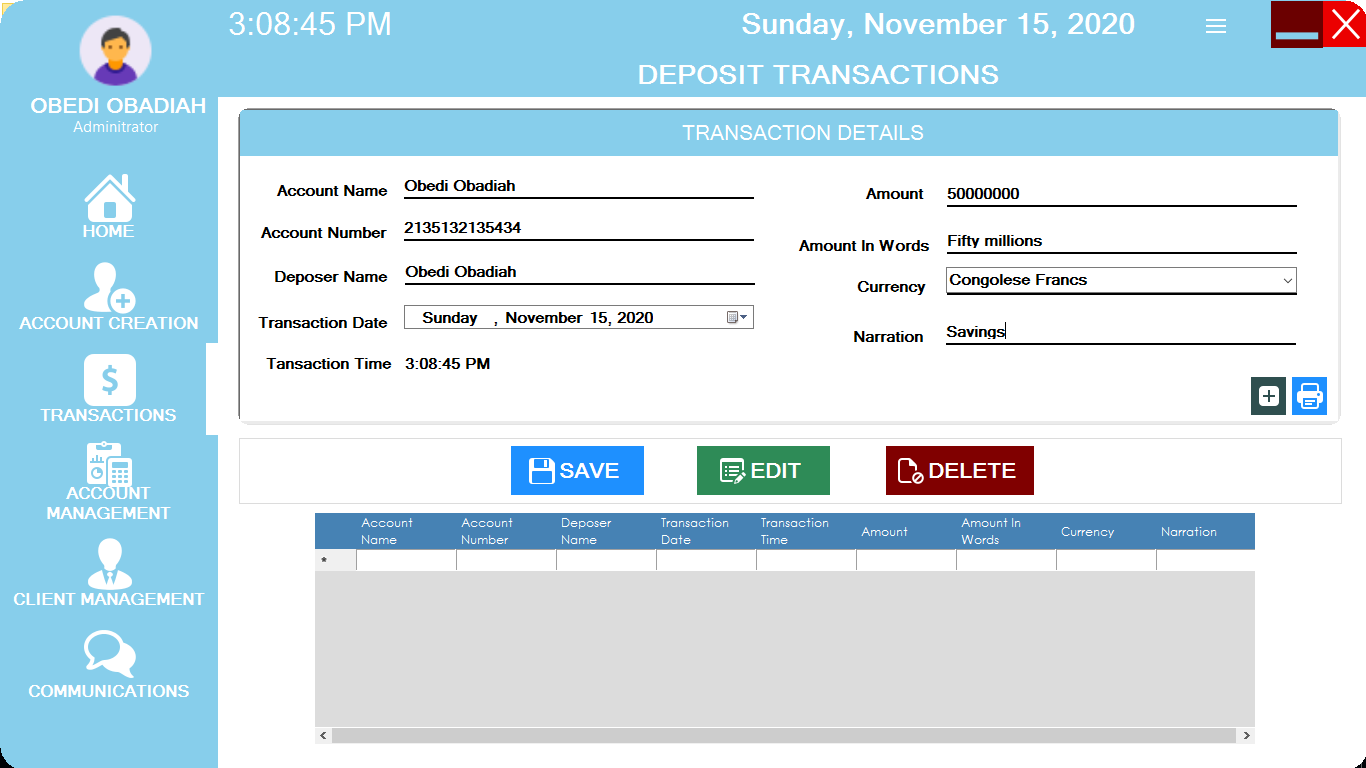 3:08:45 PM
Sunday, November 15, 2020
DEPOSIT TRANSACTIONS
OBEDI OBADIAH
Adminitrator
HOME
ACCOUNT CREATION
$
TRANSACTIONS
ACCOUNT
MANAGEMENT
CLIENT MANAGEMENT
COMMUNICATIONS
TRANSACTION DETAILS
Account Name Obedi Obadiah
Account Number 2135132135434
Deposer Name Obedi Obadiah
Transaction Date Sunday , November 15, 2020
Tansaction Time 3:08:45 PM
Amount 50000000
Amount In Words Fifty millions
Currency Congolese Francs
Narration Savings
SAVE EDIT DELETE
Account Name
Account Number
Deposer Name
Transaction Date
Transaction Time
Amount
Amount In Words
Currency
Narration
*